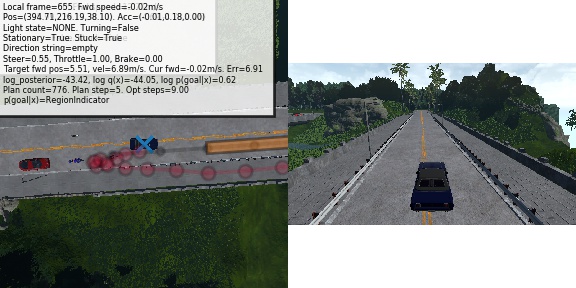 Local frame=655: Fwd speed=-0.02m/s
Pos=(394.71,216.19,38.10). Acc=(-0.01,0.18,0.00)
Light state=NONE. Turning=False
Stationary=True. Stuck=True
Direction string=empty
Steer=0.55, Throttle=1.00, Brake=0.00
Target fwd pos=5.51, vel=6.89m/s. Cur fwd=-0.02m/s. Err=6.91
log_posterior=-43.42, log q(x)=-44.05, log p(goal|x)=0.62
Plan count=776. Plan step=5. Opt steps=9.00
p(goal|x)=RegionIndicator